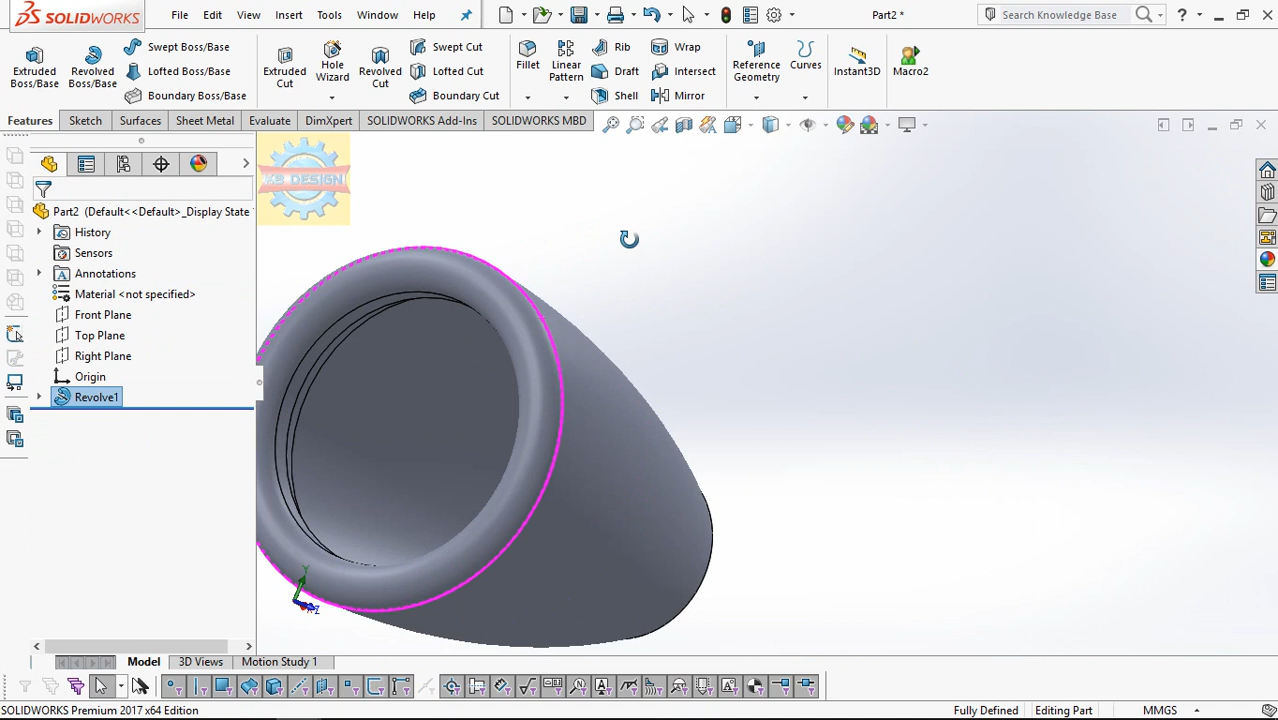 SOLIDWORKS File Edit View Insert Tools Window Help Part2 * Search Knowledge Base ?
Extruded Boss/Base
Revolved Boss/Base
Swept Boss/Base
Lofted Boss/Base
Boundary Boss/Base
Extruded Cut
Hole Wizard
Revolved Cut
Swept Cut
Lofted Cut
Boundary Cut
Fillet
Linear Pattern
Rib
Draft
Shell
Wrap
Intersect
Mirror
Reference Geometry
Curves
Instant3D
Macro2
Features Sketch Surfaces Sheet Metal Evaluate DimXpert SOLIDWORKS Add-Ins SOLIDWORKS MBD
KB DESIGN
Part2 (Default<<Default>_Display State
History
Sensors
Annotations
Material <not specified>
Front Plane
Top Plane
Right Plane
Origin
Revolve1
Y
Z
Model 3D Views Motion Study 1
SOLIDWORKS Premium 2017 x64 Edition Fully Defined Editing Part MMGS